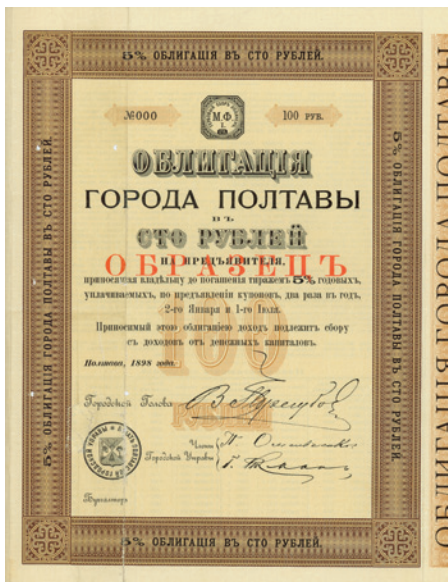 5% ОБЛИГАЦІЯ ВЪ СТО РУБЛЕЙ.
№000
М.Ф.
100 РУБ.
ОБЛИГАЦІЯ
ГОРОДА ПОЛТАВЫ
ВЪ
СТО РУБЛЕЙ
НА ПРЕДЪЯВИТЕЛЯ,
ОБРАЗЕЦЪ
приносящая владѣльцу до погашенія тиражемъ 5% годовыхъ,
уплачиваемыхъ, по предъявленіи купоновъ, два раза въ годъ,
2-го Января и 1-го Іюля.
Приносимый этою облигаціею доходъ подлежитъ сбору
съ доходовъ отъ денежныхъ капиталовъ.
100
РУБЛЕЙ
Полтава, 1898 года.
Городской Голова
Члены
Городской Управы
Бухгалтеръ
5% ОБЛИГАЦІЯ ВЪ СТО РУБЛЕЙ.
5% ОБЛИГАЦІЯ ГОРОДА ПОЛТАВЫ ВЪ СТО РУБЛЕЙ.
5% ОБЛИГАЦІЯ ГОРОДА ПОЛТАВЫ ВЪ СТО РУБЛЕЙ.
ОБЛИГАЦІЯ ГОРОДА ПОЛТАВЫ